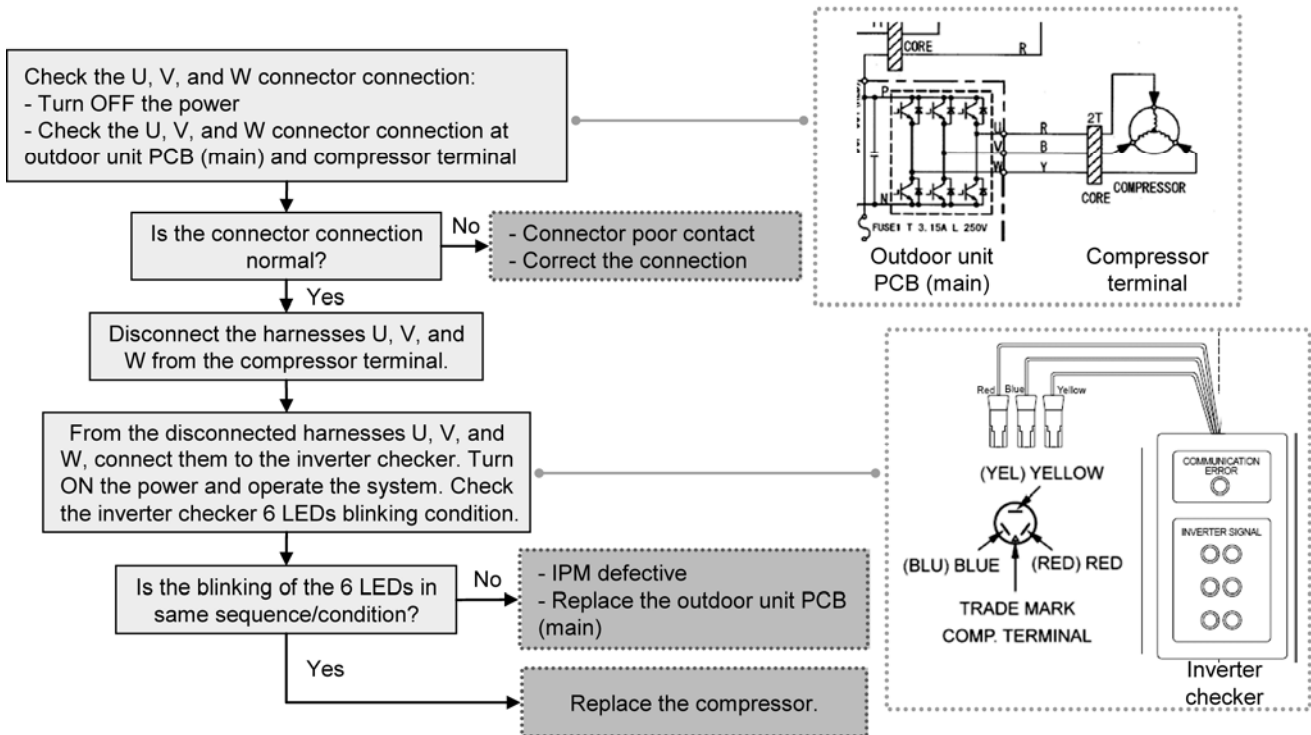 Check the U, V, and W connector connection:
- Turn OFF the power
- Check the U, V, and W connector connection at
outdoor unit PCB (main) and compressor terminal
Is the connector connection
normal?
No
- Connector poor contact
- Correct the connection
Yes
Disconnect the harnesses U, V, and
W from the compressor terminal.
From the disconnected harnesses U, V, and
W, connect them to the inverter checker. Turn
ON the power and operate the system. Check
the inverter checker 6 LEDs blinking condition.
Is the blinking of the 6 LEDs in
same sequence/condition?
No
- IPM defective
- Replace the outdoor unit PCB
(main)
Yes
Replace the compressor.
CORE
R
P
U
R
2T
V
B
W
Y
N
CORE
COMPRESSOR
FUSE1 T 3.15A L 250V
Outdoor unit
PCB (main)
Compressor
terminal
Red
Blue
Yellow
(YEL) YELLOW
(BLU) BLUE
(RED) RED
TRADE MARK
COMP. TERMINAL
COMMUNICATION
ERROR
INVERTER SIGNAL
Inverter
checker